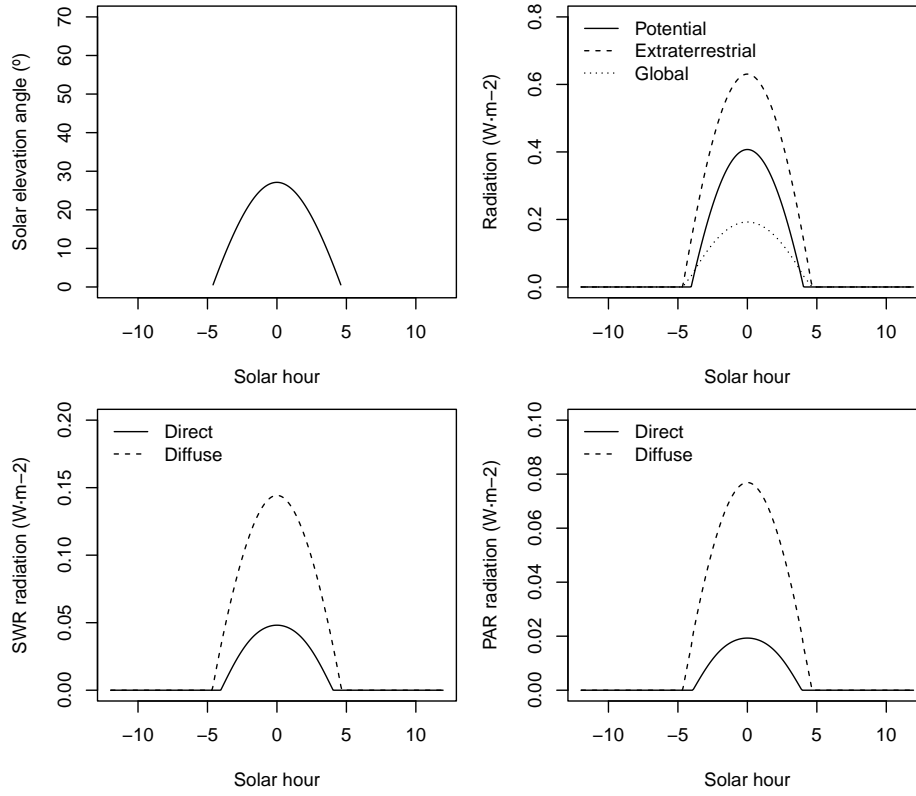 Solar elevation angle (º)
0 10 20 30 40 50 60 70
−10 −5 0 5 10
Solar hour
Radiation (W·m−2)
0.0 0.2 0.4 0.6 0.8
Potential
Extraterrestrial
Global
−10 −5 0 5 10
Solar hour
SWR radiation (W·m−2)
0.00 0.05 0.10 0.15 0.20
Direct
Diffuse
−10 −5 0 5 10
Solar hour
PAR radiation (W·m−2)
0.00 0.02 0.04 0.06 0.08 0.10
Direct
Diffuse
−10 −5 0 5 10
Solar hour